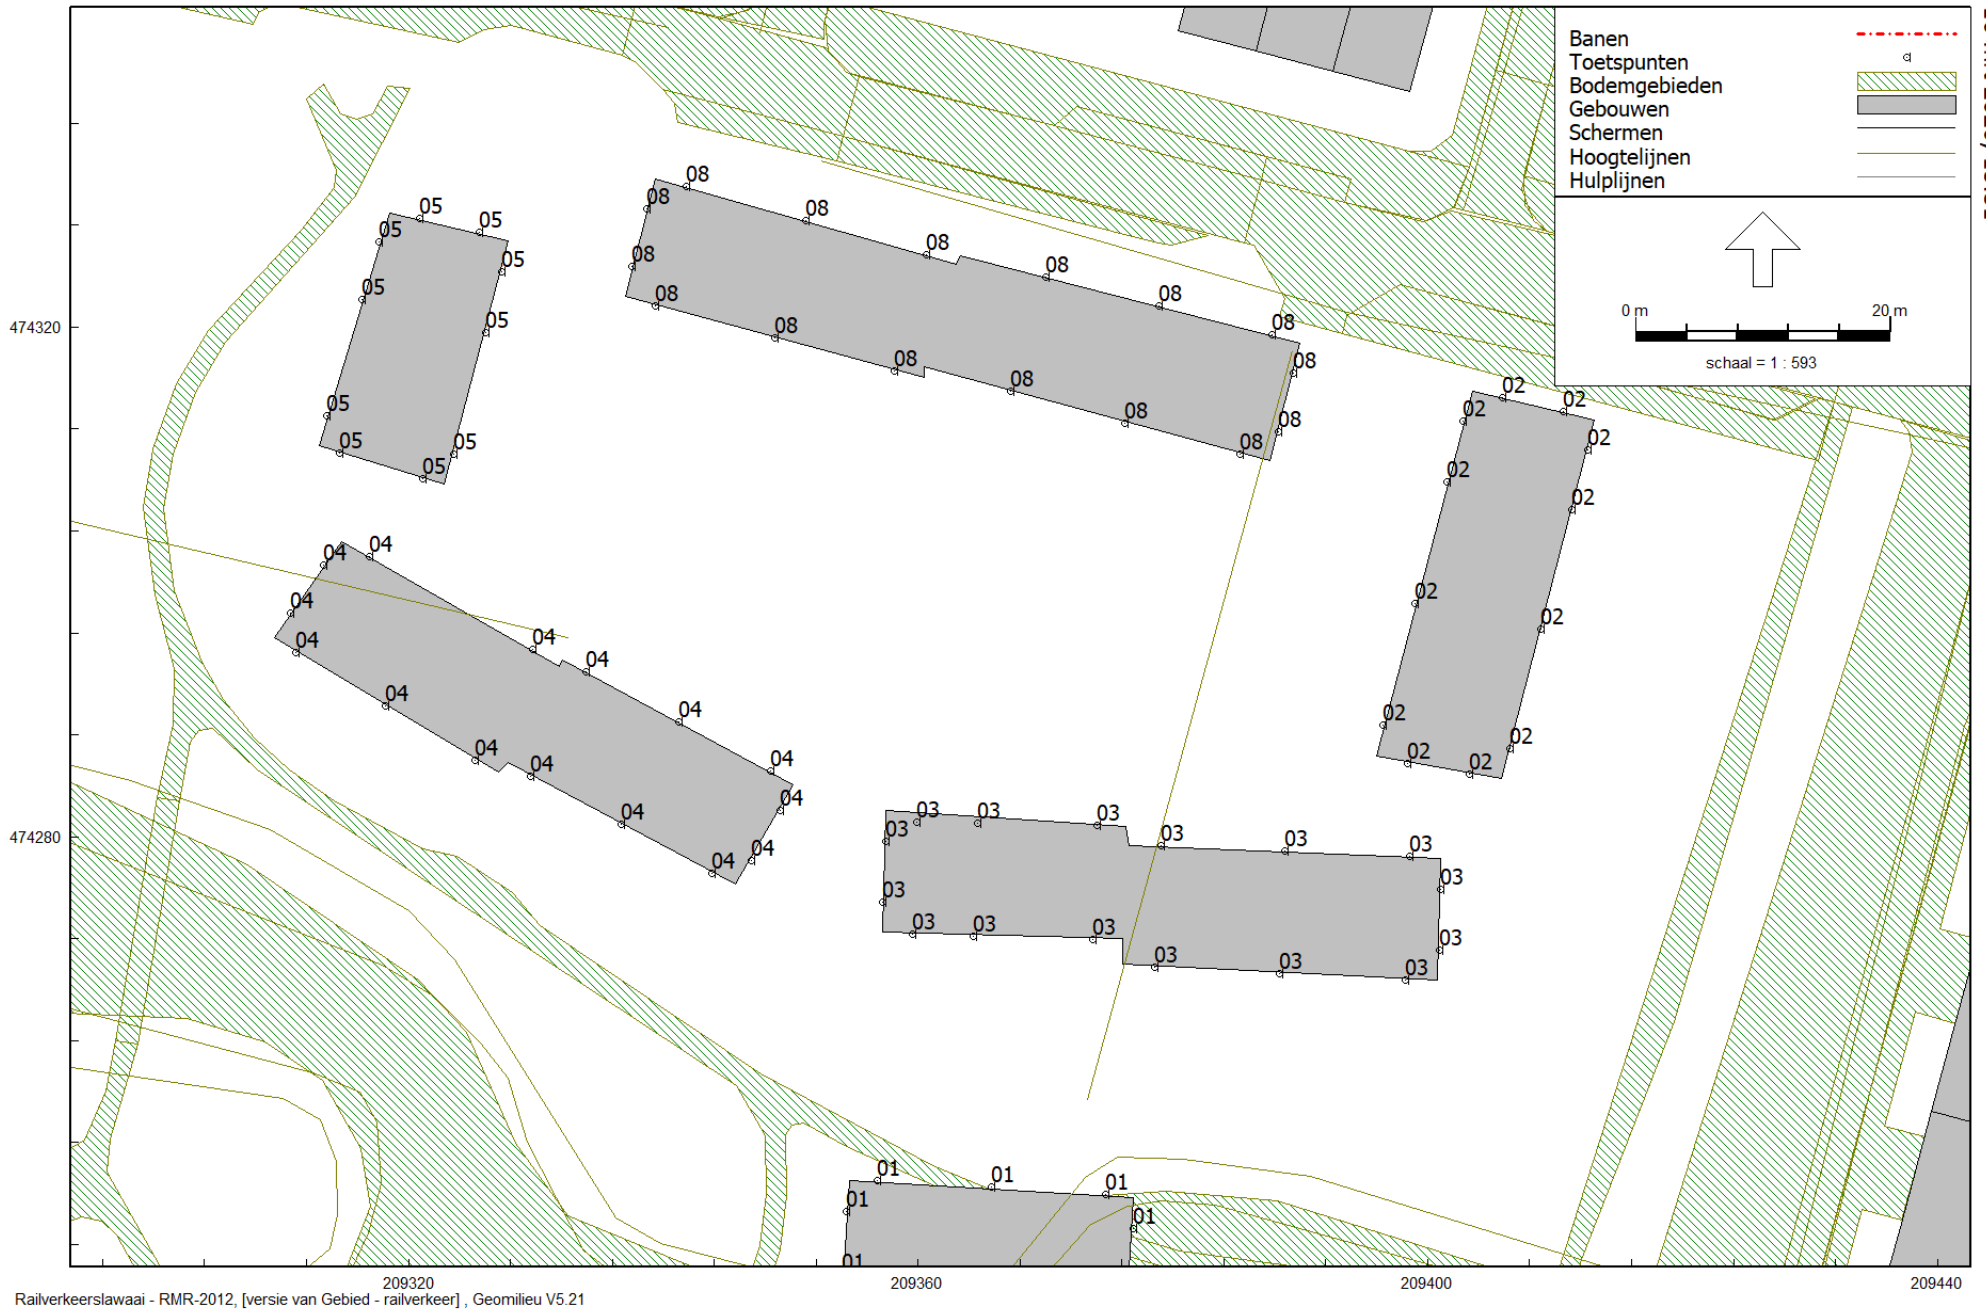 Banen
Toetspunten
Bodemgebieden
Gebouwen
Schermen
Hoogtelijnen
Hulplijnen
0 m 20 m
schaal = 1 : 593
08
08 08
05 05 08
05 08 08
05 08 08 08
05 08 08
474320
05 08 08
08 08
02 02
05 08 02
05 05 08 08 02
02 02
04 04
04 02
04 04 02
04
04 04 02
04 04 02
04 02
04 03 03 03
474280
04 03 03 03 03
04 04 03
03 03 03 03
03 03 03 03
01 01 01
01 01
01
209320 209360 209400 209440
Railverkeerslawaai - RMR-2012, [versie van Gebied - railverkeer] , Geomilieu V5.21